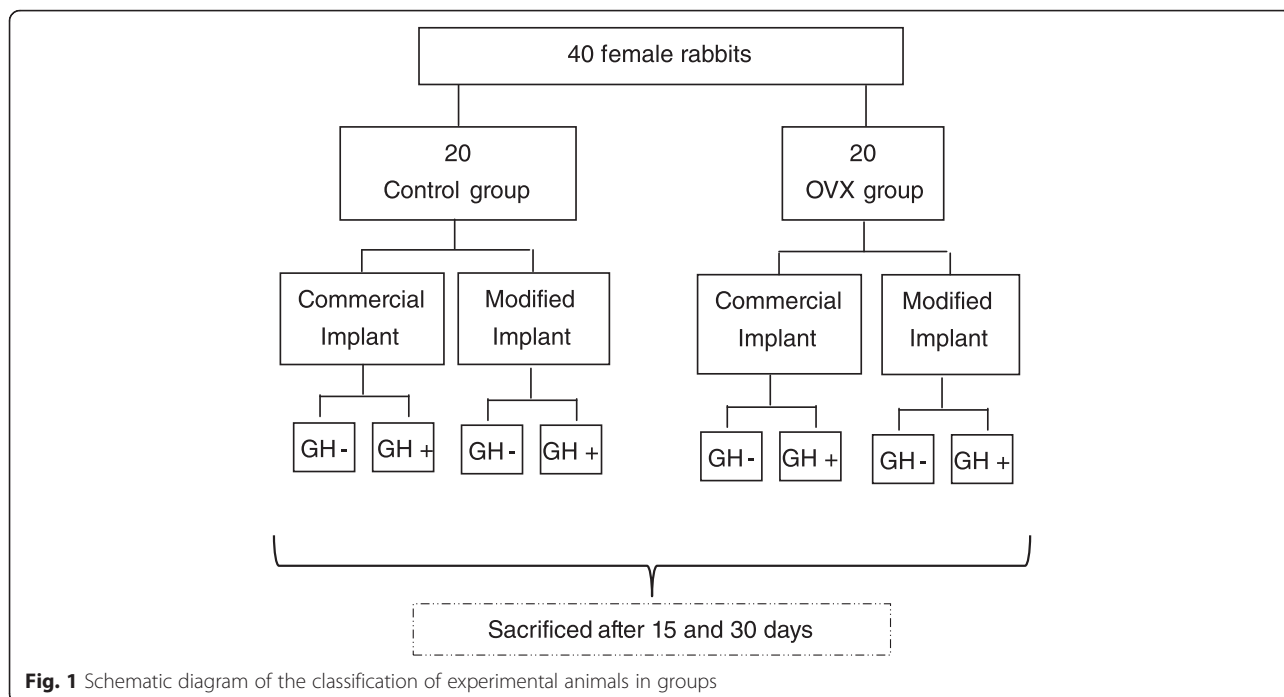 40 female rabbits
20
Control group
20
OVX group
Commercial
Implant
Modified
Implant
Commercial
Implant
Modified
Implant
GH -
GH +
GH -
GH +
GH -
GH +
GH -
GH +
Sacrificed after 15 and 30 days
Fig. 1 Schematic diagram of the classification of experimental animals in groups